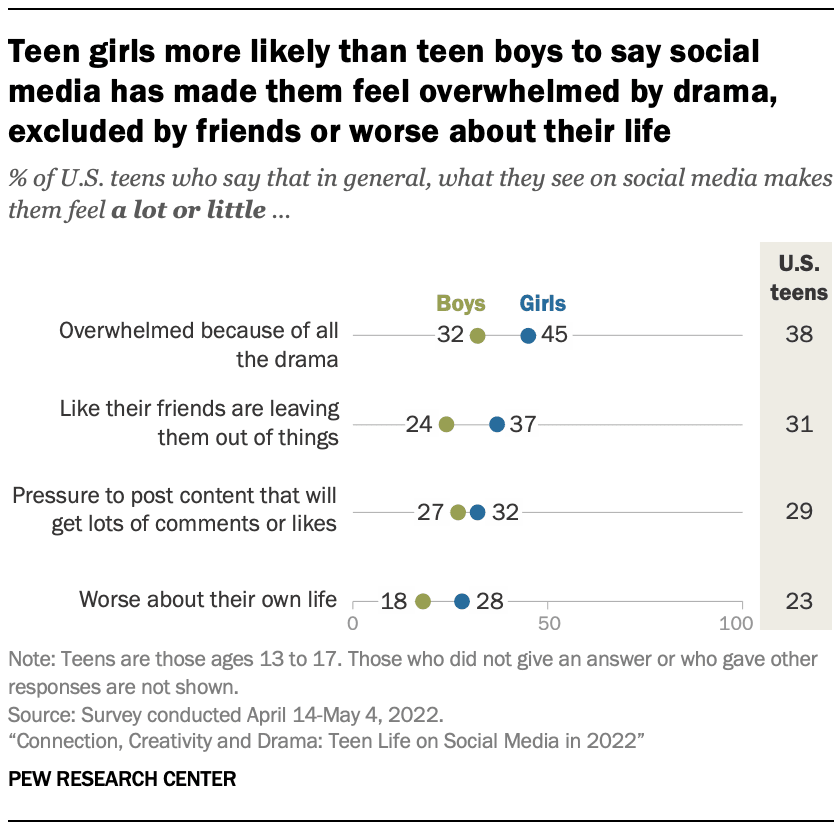 Teen girls more likely than teen boys to say social
media has made them feel overwhelmed by drama,
excluded by friends or worse about their life
% of U.S. teens who say that in general, what they see on social media makes
them feel a lot or little ...
U.S.
teens
Boys Girls
Overwhelmed because of all
the drama
32 45 38
Like their friends are leaving
them out of things
24 37 31
Pressure to post content that will
get lots of comments or likes
27 32 29
Worse about their own life
18 28 23
0 50 100
Note: Teens are those ages 13 to 17. Those who did not give an answer or who gave other
responses are not shown.
Source: Survey conducted April 14-May 4, 2022.
“Connection, Creativity and Drama: Teen Life on Social Media in 2022”
PEW RESEARCH CENTER